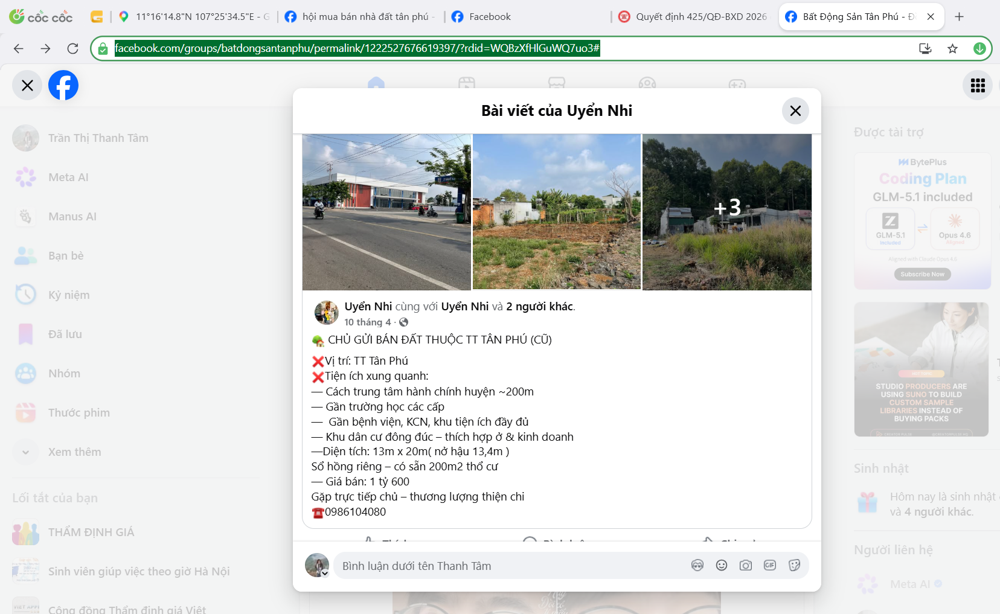 cốc cốc
11°16'14.8"N 107°25'34.5"E - G
hội mua bán nhà đất tân phú -
Facebook
Quyết định 425/QĐ-BXD 2026
Bất Động Sản Tân Phú - Đ
facebook.com/groups/batdongsantanphu/permalink/1222527676619397/?rdid=WQBzXfHlGuWQ7uo3#
Bài viết của Uyển Nhi
Trần Thị Thanh Tâm
Meta AI
Manus AI
Bạn bè
Kỷ niệm
Đã lưu
Nhóm
Thước phim
Xem thêm
Lối tắt của bạn
THẨM ĐỊNH GIÁ
Sinh viên giúp việc theo giờ Hà Nội
Cộng đồng Thẩm định giá Việt
+3
Uyển Nhi cùng với Uyển Nhi và 2 người khác.
10 tháng 4 ·
CHỦ GỬI BÁN ĐẤT THUỘC TT TÂN PHÚ (CŨ)
❌Vị trí: TT Tân Phú
❌Tiện ích xung quanh:
— Cách trung tâm hành chính huyện ~200m
— Gần trường học các cấp
— Gần bệnh viện, KCN, khu tiện ích đầy đủ
— Khu dân cư đông đúc – thích hợp ở & kinh doanh
—Diện tích: 13m x 20m( nở hậu 13,4m )
Sổ hồng riêng – có sẵn 200m2 thổ cư
— Giá bán: 1 tỷ 600
Gặp trực tiếp chủ – thương lượng thiện chi
☎️0986104080
Bình luận dưới tên Thanh Tâm
GIF
Được tài trợ
BytePlus
Coding Plan
GLM-5.1 included
GLM-5.1
Included
Opus 4.6
Aligned
Aligned with Claude Opus 4.6
Subscribe Now
STUDIO PRODUCERS ARE
USING SUNO TO BUILD
CUSTOM SAMPLE
LIBRARIES INSTEAD OF
BUYING PACKS
Sinh nhật
Hôm nay là sinh nhật
và 4 người khác.
Người liên hệ
Meta AI